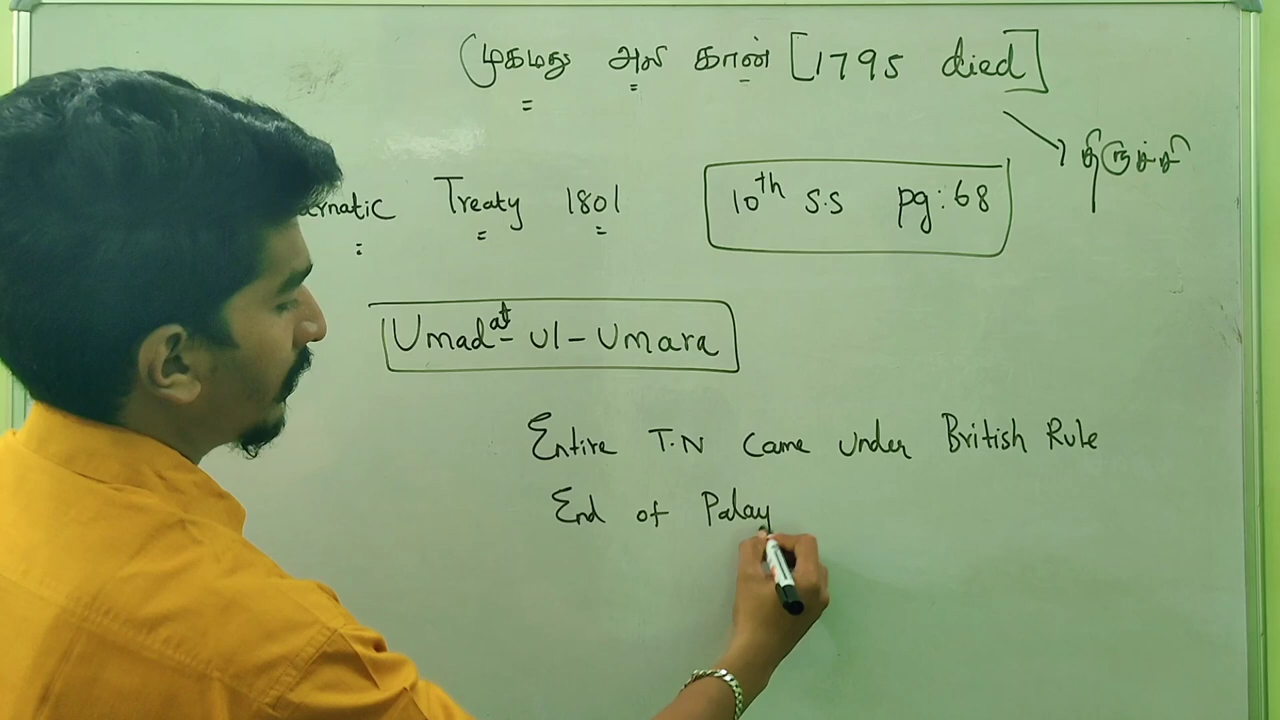 முகமது அலி கான் [1795 died]
திருச்சி
arnatic Treaty 1801
10th S.S pg:68
Umadat-ul-Umara
Entire T.N Came under British Rule
End of Palay